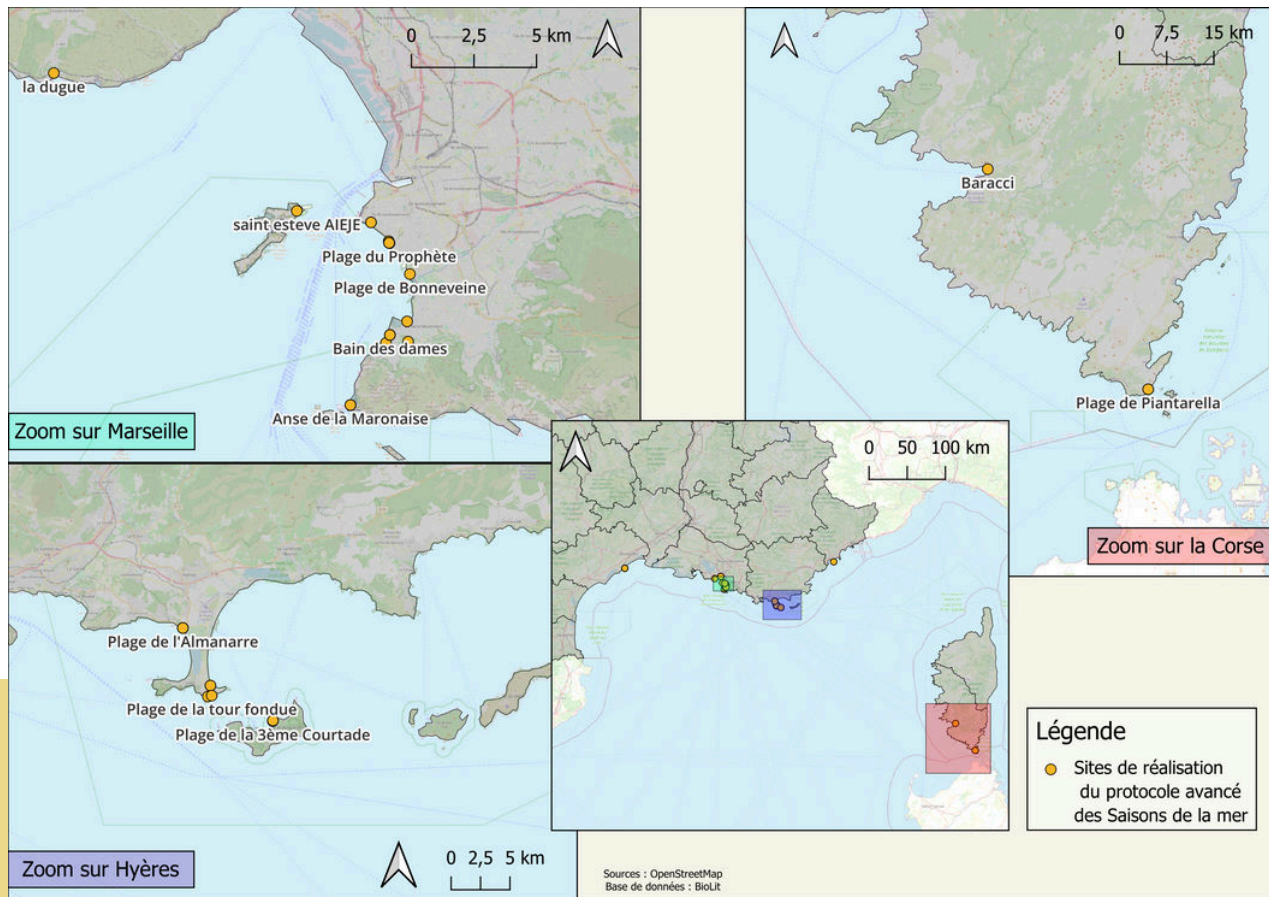 0 2,5 5 km
la dugue
saint esteve AIEJE
Plage du Prophète
Plage de Bonneveine
Bain des dames
Anse de la Maronaise
Zoom sur Marseille
0 7,5 15 km
Baracci
Plage de Piantarella
Zoom sur la Corse
Plage de l'Almanarre
Plage de la tour fondue
Plage de la 3ème Courtade
Zoom sur Hyères
0 2,5 5 km
0 50 100 km
Légende
Sites de réalisation
du protocole avancé
des Saisons de la mer
Sources : OpenStreetMap
Base de données : BioLit